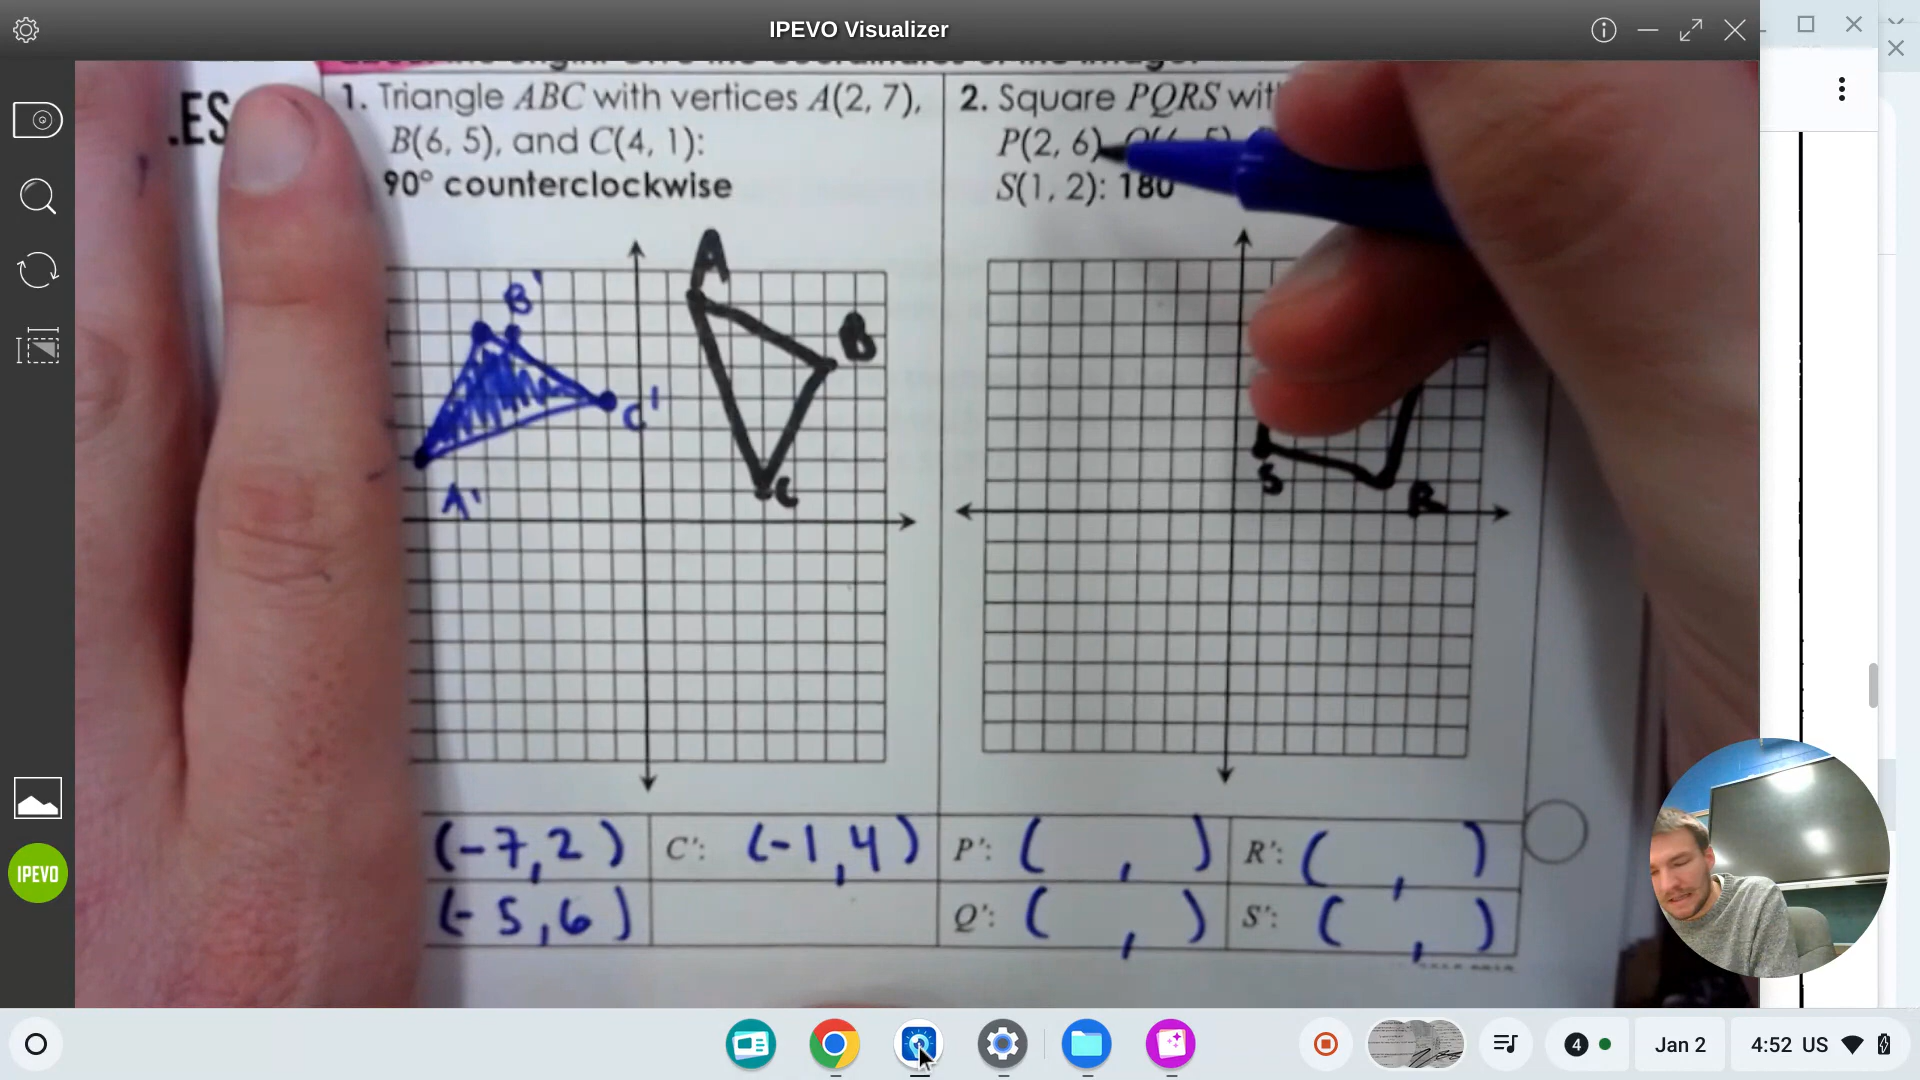 IPEVO Visualizer
.ES
1. Triangle ABC with vertices A(2, 7),
B(6, 5), and C(4, 1):
90° counterclockwise
2. Square PQRS wit
P(2, 6),
S(1, 2): 180
A
B
C
B'
C'
A'
S
R
(-7,2) C': (-1,4)
(-5,6)
P': ( , ) R': ( , )
Q': ( , ) S': ( , )
IPEVO
4 Jan 2 4:52 US